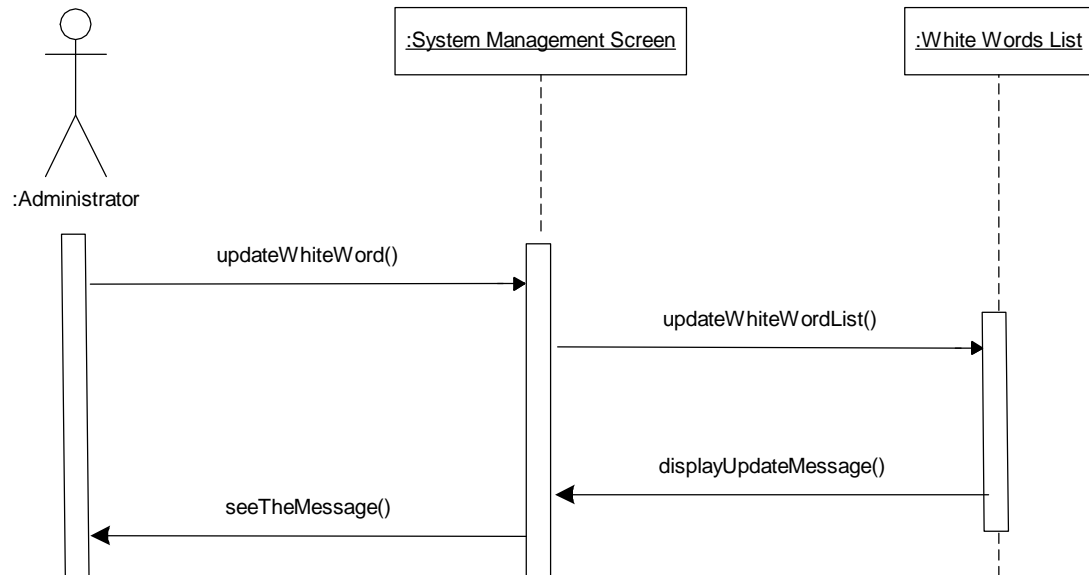 :System Management Screen
:White Words List
:Administrator
updateWhiteWord()
updateWhiteWordList()
displayUpdateMessage()
seeTheMessage()